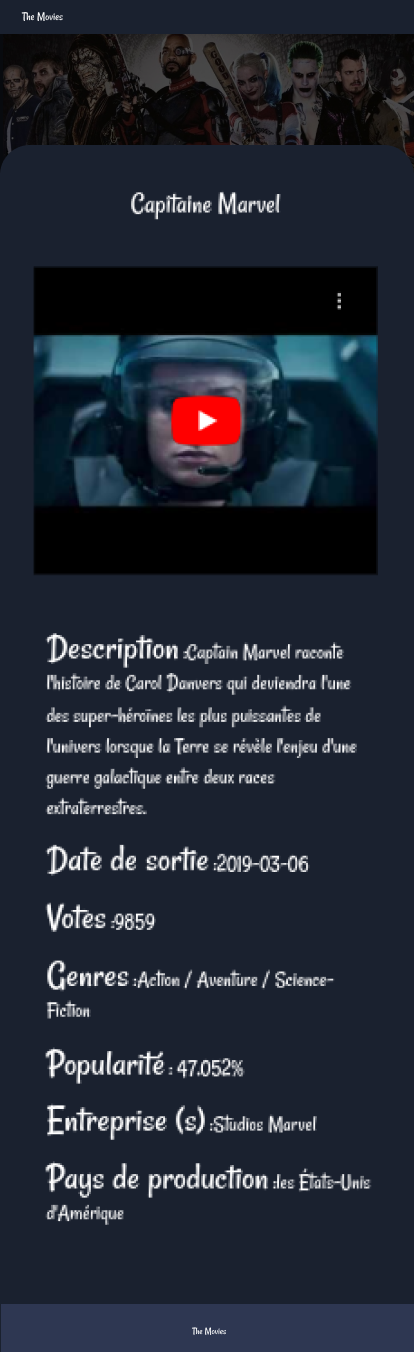 The Movies
Capitaine Marvel
Description :Captain Marvel raconte
l'histoire de Carol Danvers qui deviendra l'une
des super-héroïnes les plus puissantes de
l'univers lorsque la Terre se révèle l'enjeu d'une
guerre galactique entre deux races
extraterrestres.
Date de sortie :2019-03-06
Votes :9859
Genres :Action / Aventure / Science-
Fiction
Popularité : 47.052%
Entreprise (s) :Studios Marvel
Pays de production :les États-Unis
d'Amérique
The Movies